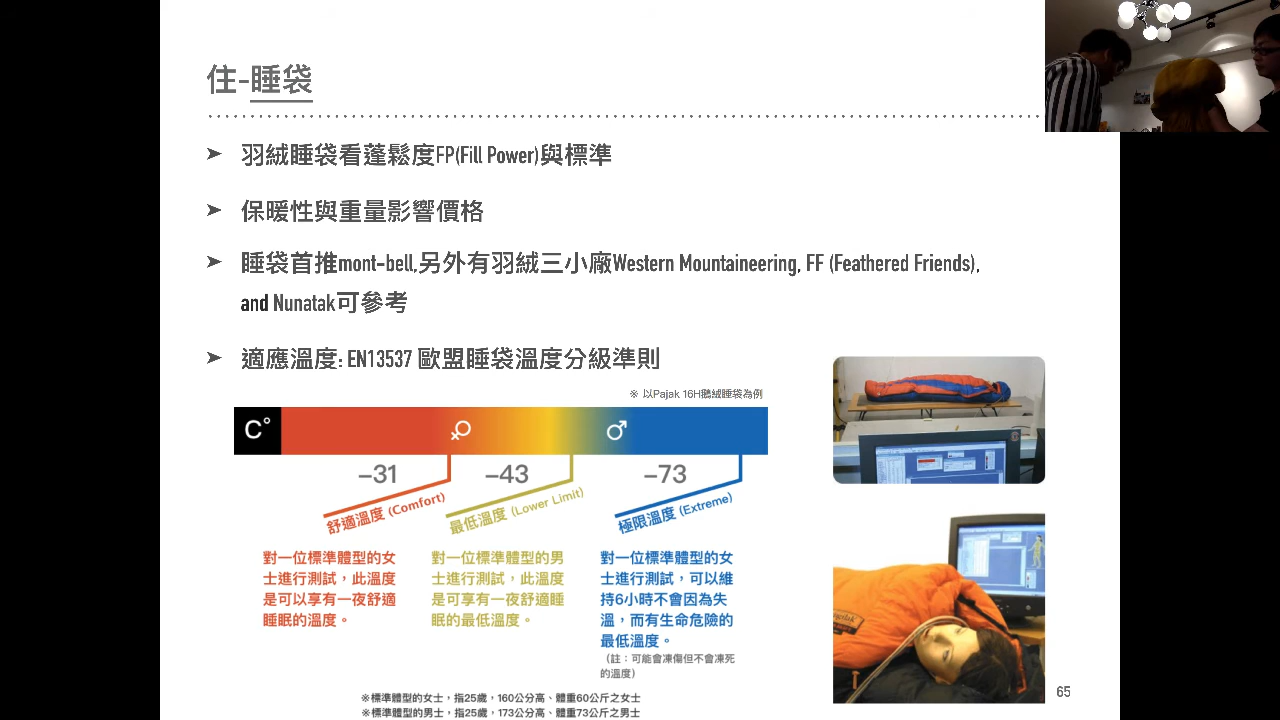 住-睡袋
羽絨睡袋看蓬鬆度FP(Fill Power)與標準
保暖性與重量影響價格
睡袋首推mont-bell,另外有羽絨三小廠Western Mountaineering, FF (Feathered Friends),
and Nunatak可參考
適應溫度: EN13537 歐盟睡袋溫度分級準則
※ 以Pajak 16H鵝絨睡袋為例
C°
-31
-43
-73
舒適溫度 (Comfort)
最低溫度 (Lower Limit)
極限溫度 (Extreme)
對一位標準體型的女
士進行測試，此溫度
是可以享有一夜舒適
睡眠的溫度。
對一位標準體型的男
士進行測試，此溫度
是可享有一夜舒適睡
眠的最低溫度。
對一位標準體型的女
士進行測試，可以維
持6小時不會因為失
溫，而有生命危險的
最低溫度。
（註：可能會凍傷但不會凍死
的溫度）
※標準體型的女士，指25歲，160公分高、體重60公斤之女士
※標準體型的男士，指25歲，173公分高、體重73公斤之男士
65